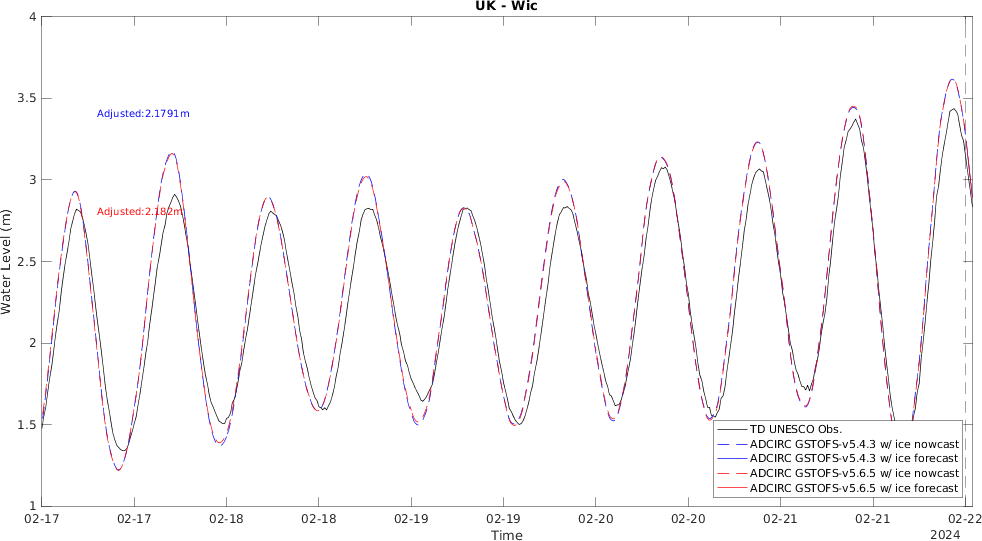 UK - Wic
4
3.5
3
2.5
2
1.5
1
Water Level (m)
Adjusted:2.1791m
Adjusted:2.182m
TD UNESCO Obs.
ADCIRC GSTOFS-v5.4.3 w/ ice nowcast
ADCIRC GSTOFS-v5.4.3 w/ ice forecast
ADCIRC GSTOFS-v5.6.5 w/ ice nowcast
ADCIRC GSTOFS-v5.6.5 w/ ice forecast
02-17 02-17 02-18 02-18 02-19 02-19 02-20 02-20 02-21 02-21 02-22
Time
2024